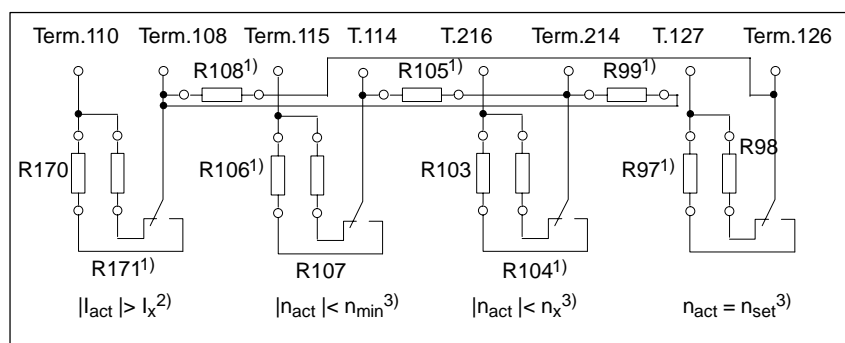 Term.110 Term.108 Term.115 T.114 T.216 Term.214 T.127 Term.126
R108¹⁾ R105¹⁾ R99¹⁾
R170 R106¹⁾ R103 R97¹⁾ R98
R171¹⁾ R107 R104¹⁾
|I_act |> I_x²⁾ |n_act |< n_min³⁾ |n_act |< n_x³⁾ n_act = n_set³⁾